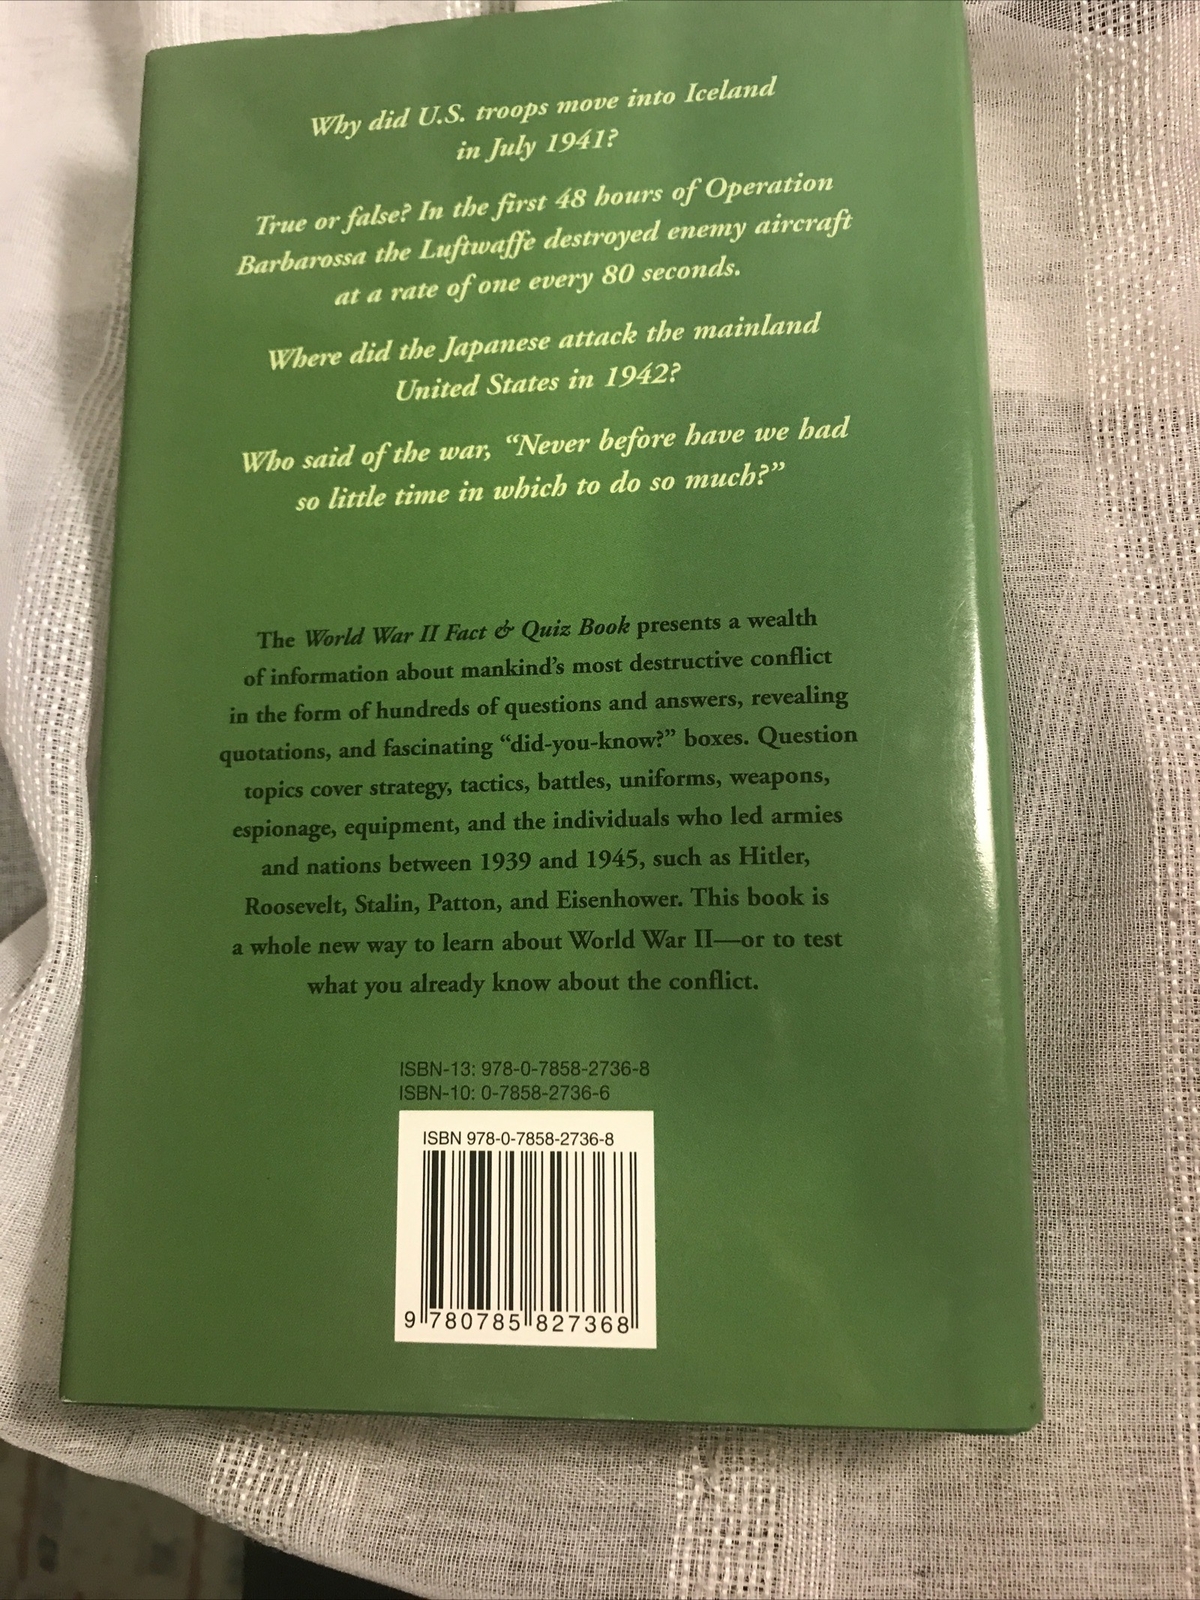 Why did U.S. troops move into Iceland
in July 1941?
True or false? In the first 48 hours of Operation
Barbarossa the Luftwaffe destroyed enemy aircraft
at a rate of one every 80 seconds.
Where did the Japanese attack the mainland
United States in 1942?
Who said of the war, “Never before have we had
so little time in which to do so much?”
The World War II Fact & Quiz Book presents a wealth
of information about mankind’s most destructive conflict
in the form of hundreds of questions and answers, revealing
quotations, and fascinating “did-you-know?” boxes. Question
topics cover strategy, tactics, battles, uniforms, weapons,
espionage, equipment, and the individuals who led armies
and nations between 1939 and 1945, such as Hitler,
Roosevelt, Stalin, Patton, and Eisenhower. This book is
a whole new way to learn about World War II—or to test
what you already know about the conflict.
ISBN-13: 978-0-7858-2736-8
ISBN-10: 0-7858-2736-6
ISBN 978-0-7858-2736-8
9 780785 827368